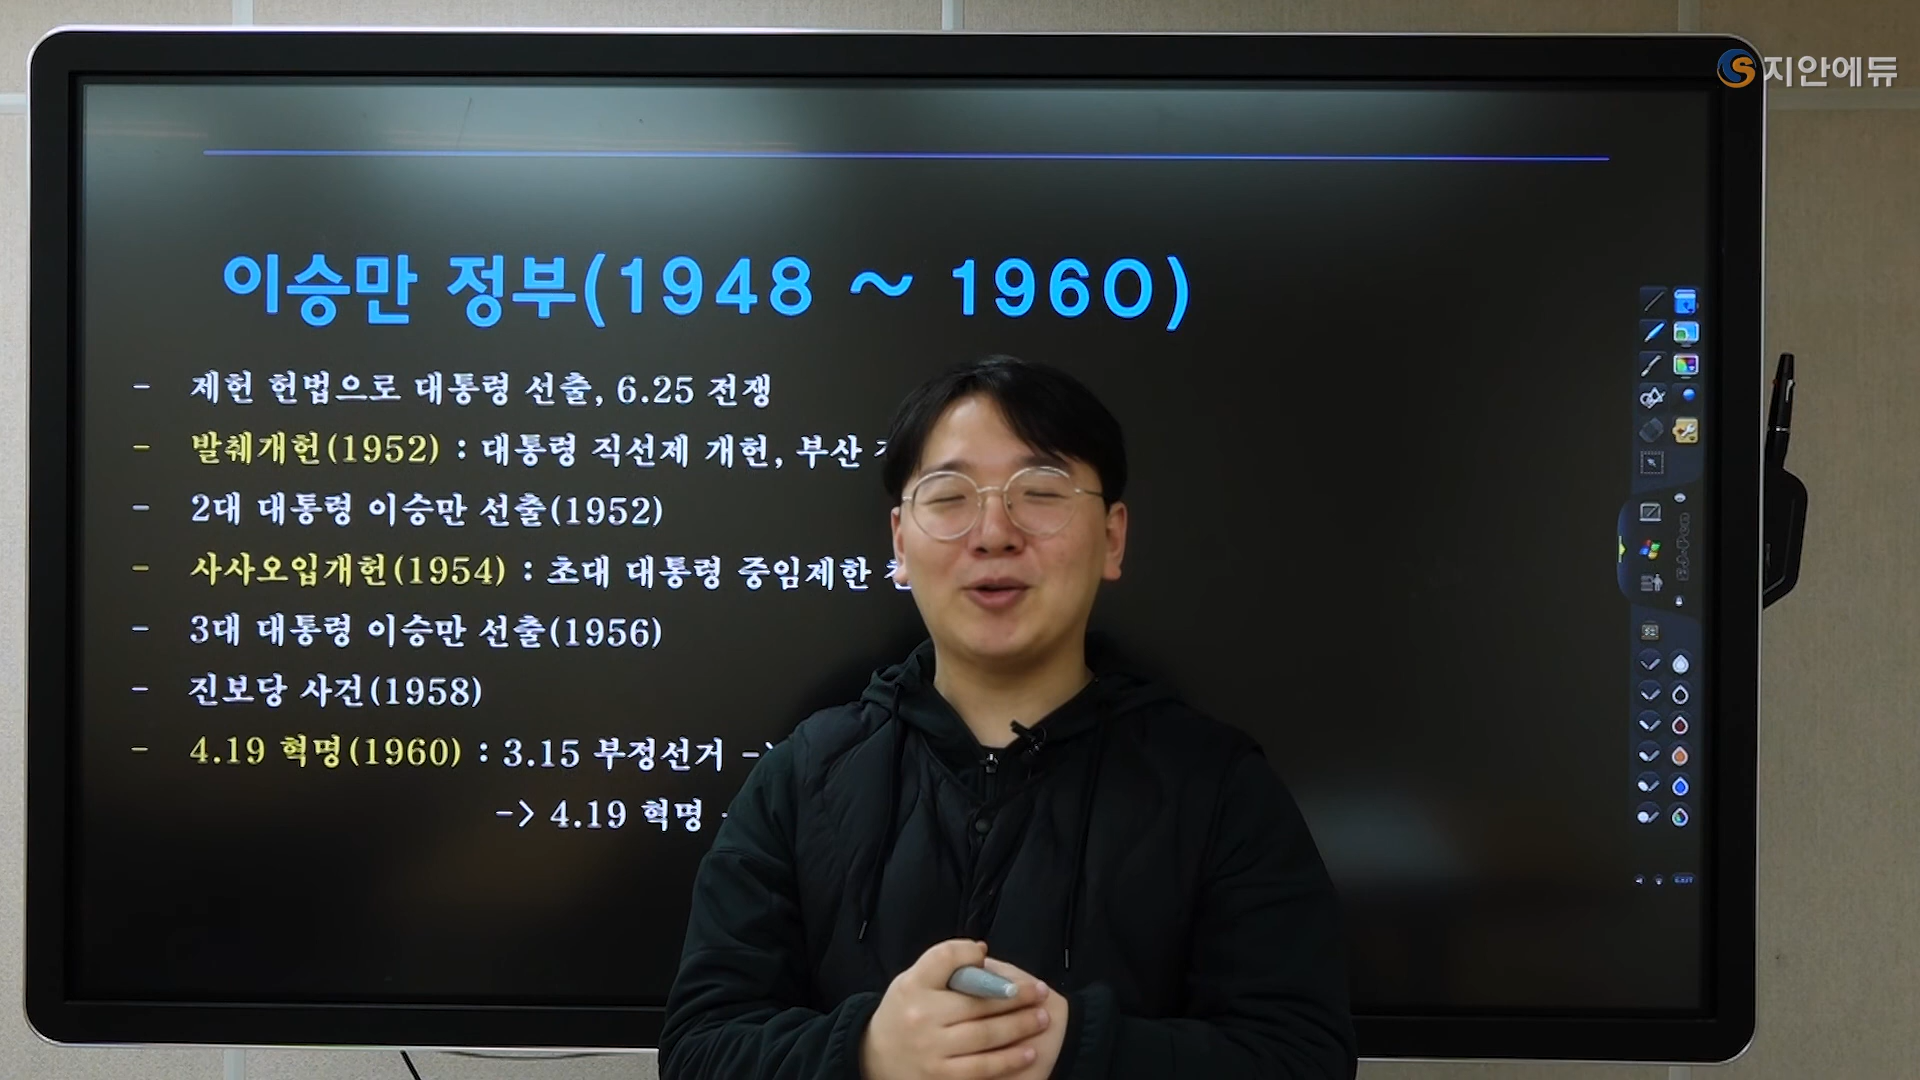 지안에듀
이승만 정부(1948 ~ 1960)
- 제헌 헌법으로 대통령 선출, 6.25 전쟁
- 발췌개헌(1952) : 대통령 직선제 개헌, 부산
- 2대 대통령 이승만 선출(1952)
- 사사오입개헌(1954) : 초대 대통령 중임제한
- 3대 대통령 이승만 선출(1956)
- 진보당 사건(1958)
- 4.19 혁명(1960) : 3.15 부정선거 ->
-> 4.19 혁명